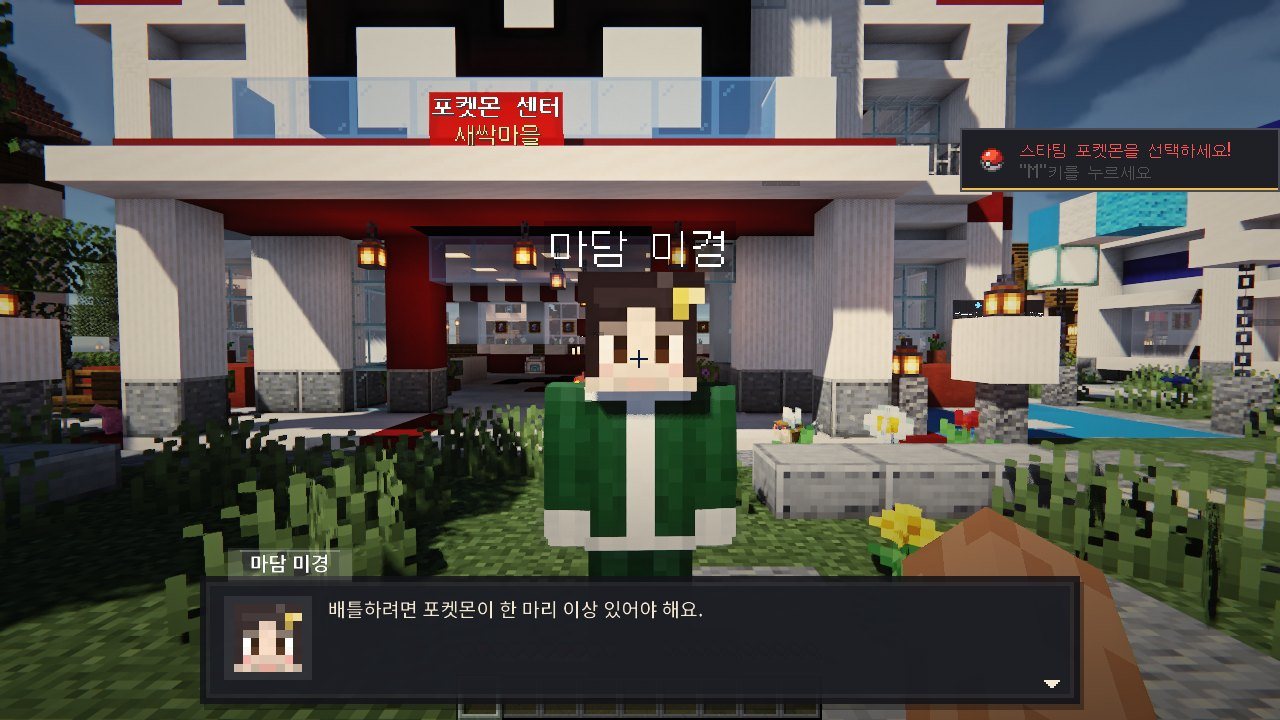 포켓몬 센터
새싹마을
스타팅 포켓몬을 선택하세요!
"M"키를 누르세요
마담 미경
마담 미경
배틀하려면 포켓몬이 한 마리 이상 있어야 해요.